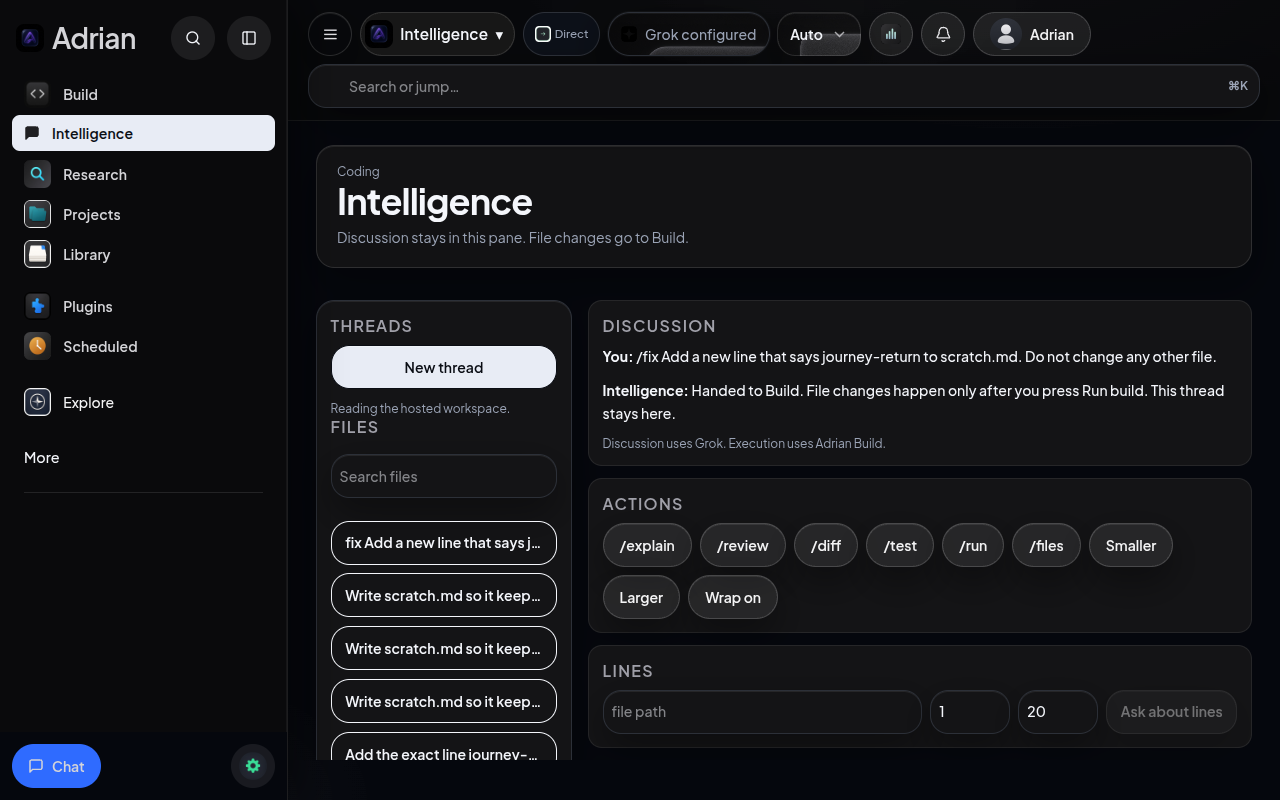 Adrian
Build
Intelligence
Research
Projects
Library
Plugins
Scheduled
Explore
More
Chat
Intelligence ▾
Direct
Grok configured
Auto
Adrian
Search or jump…
⌘K
Coding
Intelligence
Discussion stays in this pane. File changes go to Build.
THREADS
New thread
Reading the hosted workspace.
FILES
Search files
fix Add a new line that says j…
Write scratch.md so it keep…
Write scratch.md so it keep…
Write scratch.md so it keep…
Add the exact line journey-…
DISCUSSION
You: /fix Add a new line that says journey-return to scratch.md. Do not change any other file.
Intelligence: Handed to Build. File changes happen only after you press Run build. This thread
stays here.
Discussion uses Grok. Execution uses Adrian Build.
ACTIONS
/explain
/review
/diff
/test
/run
/files
Smaller
Larger
Wrap on
LINES
file path
1
20
Ask about lines